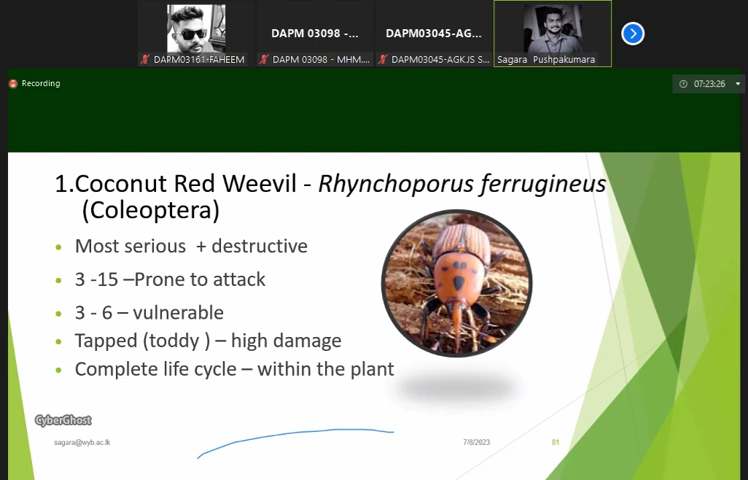 DAPM 03098 -...
DAPM03045-AG...
DARM03161-FAHEEM
DAPM 03098 - MHM....
DAPM03045-AGKJS S...
Sagara Pushpakumara
Recording
07:23:26
1.Coconut Red Weevil - Rhynchoporus ferrugineus
(Coleoptera)
• Most serious + destructive
• 3 -15 –Prone to attack
• 3 - 6 – vulnerable
• Tapped (toddy ) – high damage
• Complete life cycle – within the plant
CyberGhost
sagara@wyb.ac.lk
7/8/2023
81